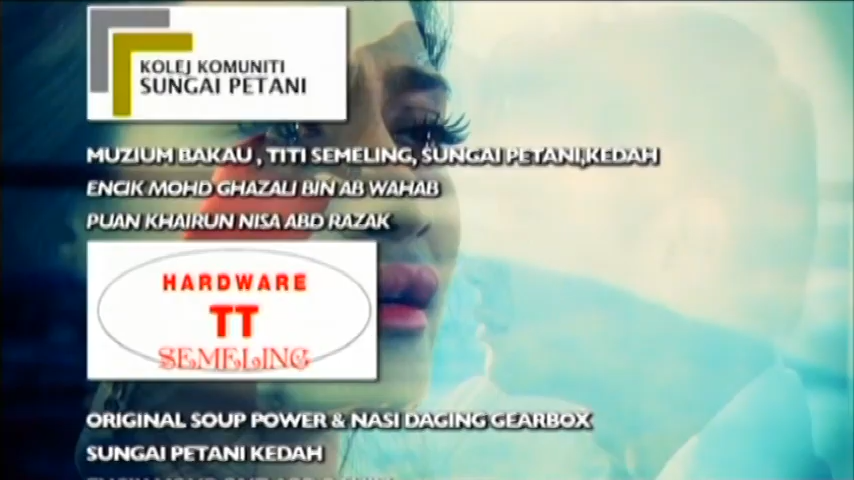 KOLEJ KOMUNITI
SUNGAI PETANI
MUZIUM BAKAU , TITI SEMELING, SUNGAI PETANI,KEDAH
ENCIK MOHD GHAZALI BIN AB WAHAB
PUAN KHAIRUN NISA ABD RAZAK
HARDWARE
TT
SEMELING
ORIGINAL SOUP POWER & NASI DAGING GEARBOX
SUNGAI PETANI KEDAH